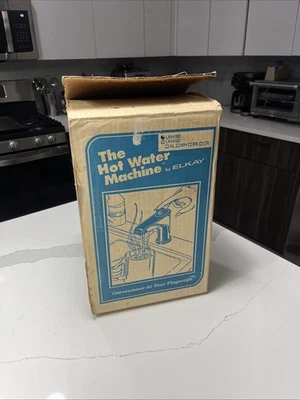 The
Hot Water
Machine by ELKAY
Convenience At Your Fingertips